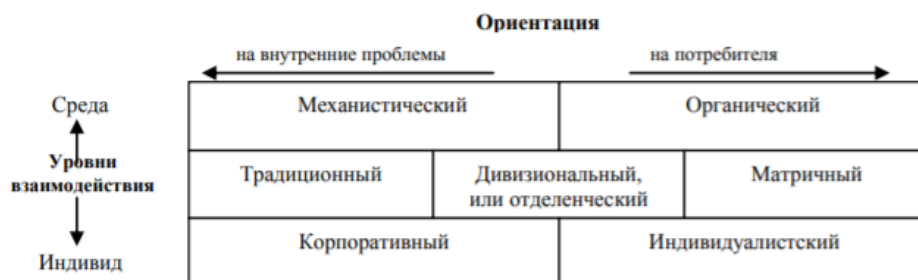 Ориентация
на внутренние проблемы на потребителя
Среда Механистический Органический
Уровни
взаимодействия
Традиционный Дивизиональный,
или отделенческий Матричный
Корпоративный Индивидуалистский
Индивид